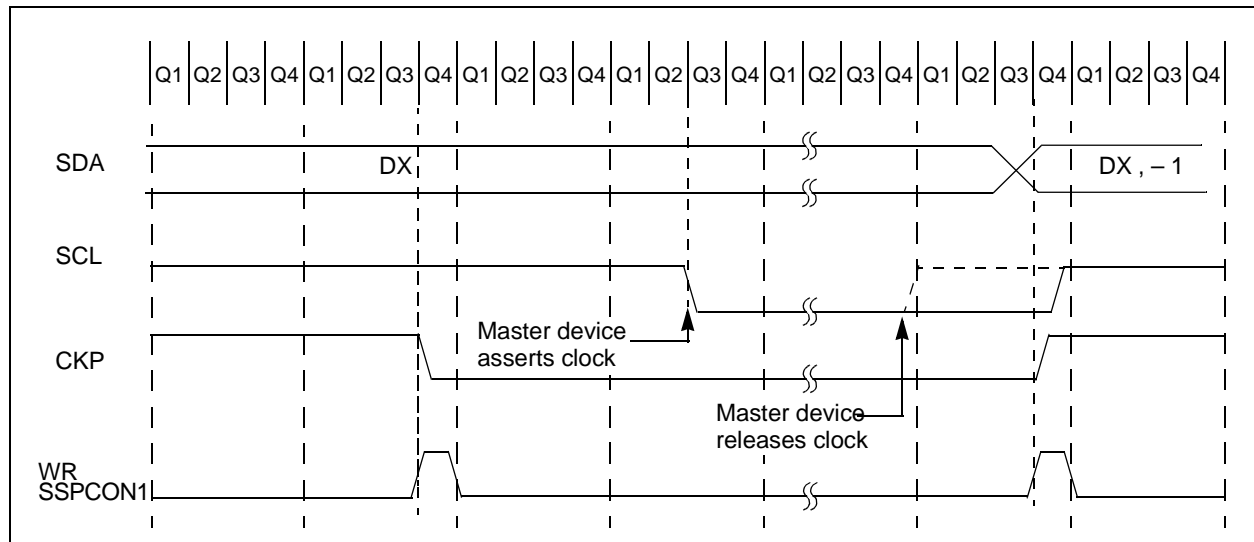 Q1 Q2 Q3 Q4 Q1 Q2 Q3 Q4 Q1 Q2 Q3 Q4 Q1 Q2 Q3 Q4 Q1 Q2 Q3 Q4 Q1 Q2 Q3 Q4 Q1 Q2 Q3 Q4
SDA
DX
DX , – 1
SCL
Master device
asserts clock
CKP
Master device
releases clock
WR
SSPCON1